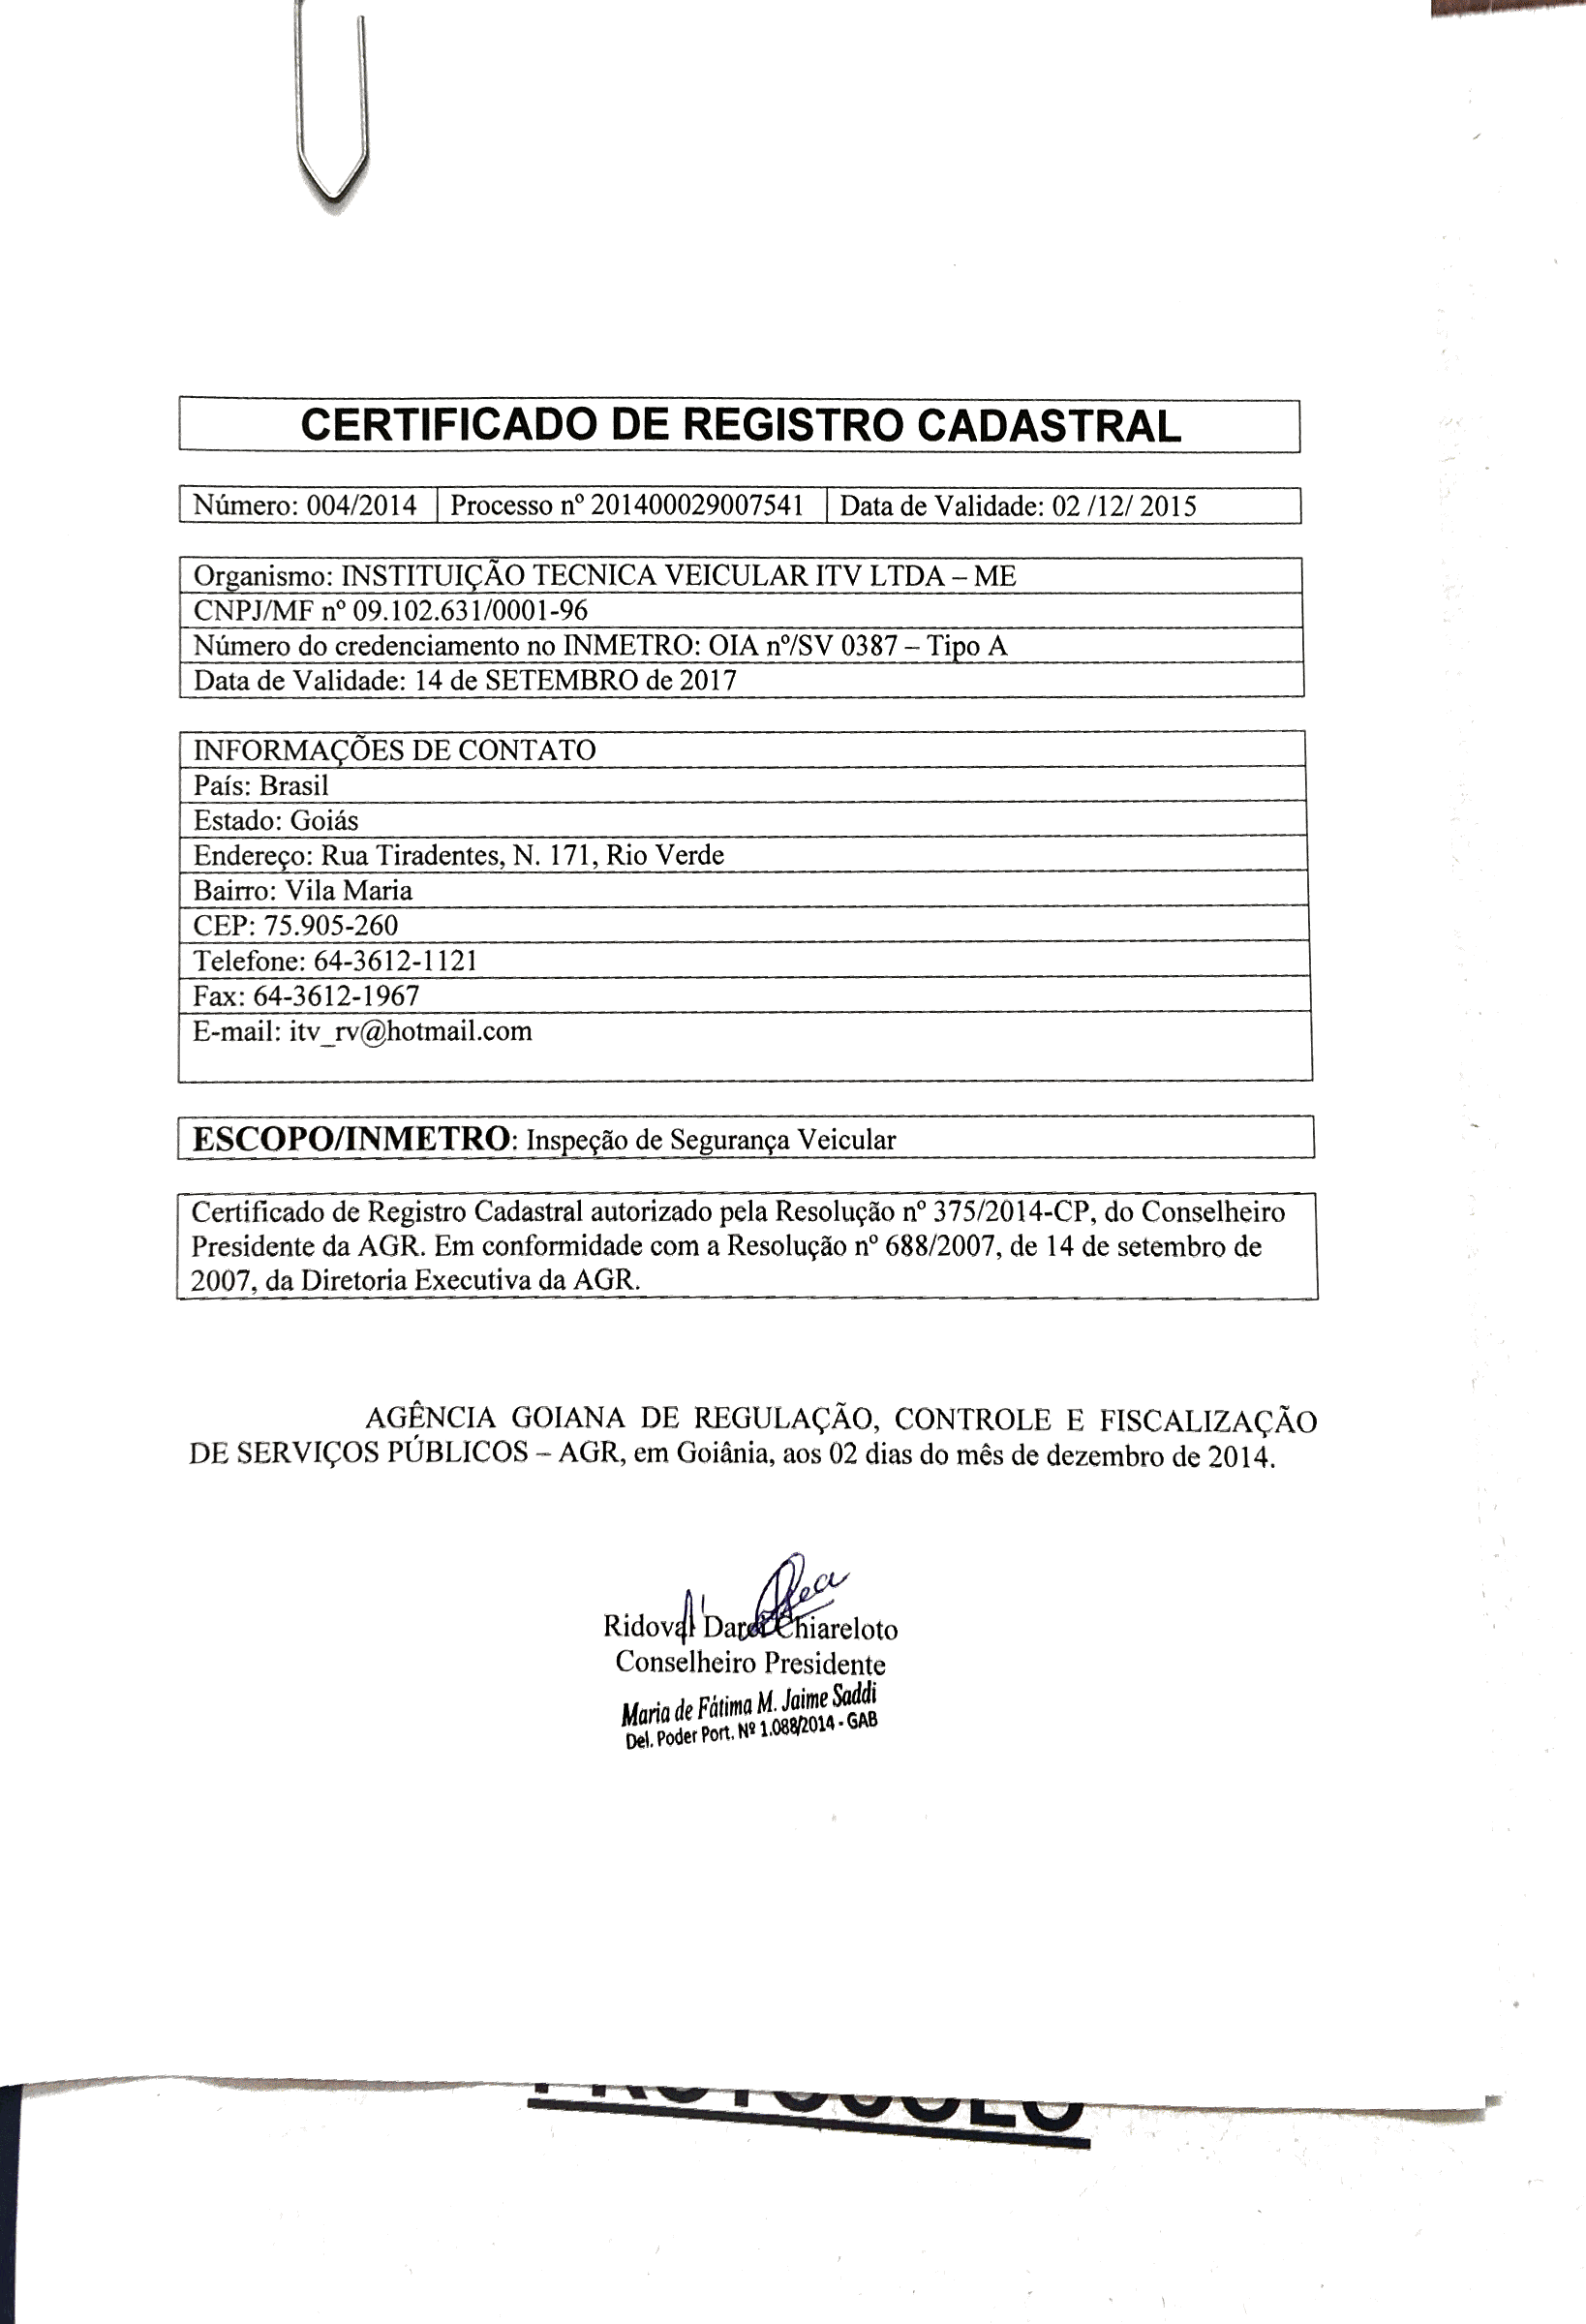 CERTIFICADO DE REGISTRO CADASTRAL
Número: 004/2014 Processo nº 201400029007541 Data de Validade: 02 /12/ 2015
Organismo: INSTITUIÇÃO TECNICA VEICULAR ITV LTDA – ME
CNPJ/MF nº 09.102.631/0001-96
Número do credenciamento no INMETRO: OIA nº/SV 0387 – Tipo A
Data de Validade: 14 de SETEMBRO de 2017
INFORMAÇÕES DE CONTATO
País: Brasil
Estado: Goiás
Endereço: Rua Tiradentes, N. 171, Rio Verde
Bairro: Vila Maria
CEP: 75.905-260
Telefone: 64-3612-1121
Fax: 64-3612-1967
E-mail: itv_rv@hotmail.com
ESCOPO/INMETRO: Inspeção de Segurança Veicular
Certificado de Registro Cadastral autorizado pela Resolução nº 375/2014-CP, do Conselheiro
Presidente da AGR. Em conformidade com a Resolução nº 688/2007, de 14 de setembro de
2007, da Diretoria Executiva da AGR.
AGÊNCIA GOIANA DE REGULAÇÃO, CONTROLE E FISCALIZAÇÃO
DE SERVIÇOS PÚBLICOS – AGR, em Goiânia, aos 02 dias do mês de dezembro de 2014.
Ridoval Darci Chiareloto
Conselheiro Presidente
Maria de Fátima M. Jaime Saddi
Del. Poder Port. Nº 1.088/2014 - GAB
PROTOCOLO